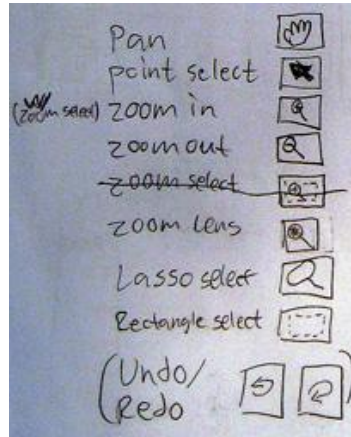 Pan
point select
(zoom select) zoom in
zoom out
zoom select
zoom lens
Lasso select
Rectangle select
(Undo/
Redo)